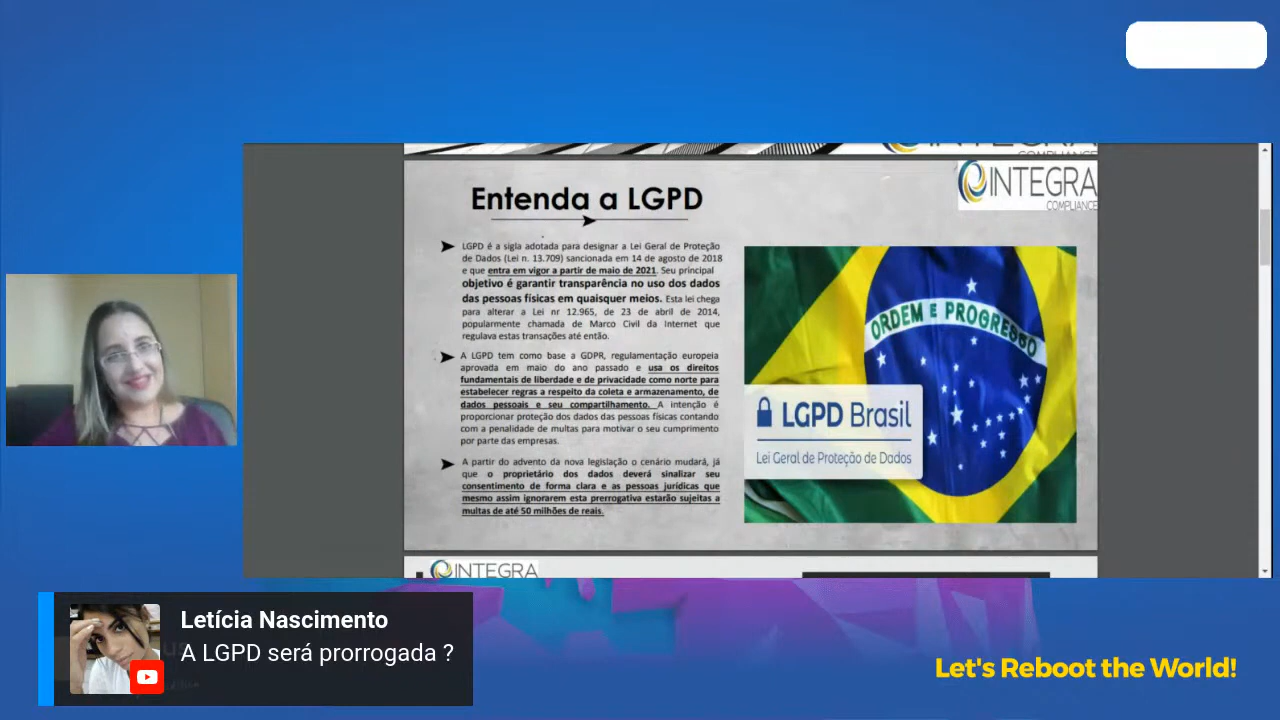 INTEGRA
COMPLIANCE
Entenda a LGPD
INTEGRA
COMPLIANCE
LGPD é a sigla adotada para designar a Lei Geral de Proteção
de Dados (Lei n. 13.709) sancionada em 14 de agosto de 2018
e que entra em vigor a partir de maio de 2021. Seu principal
objetivo é garantir transparência no uso dos dados
das pessoas físicas em quaisquer meios. Esta lei chega
para alterar a Lei nr 12.965, de 23 de abril de 2014,
popularmente chamada de Marco Civil da Internet que
regulava estas transações até então.
A LGPD tem como base a GDPR, regulamentação europeia
aprovada em maio do ano passado e usa os direitos
fundamentais de liberdade e de privacidade como norte para
estabelecer regras a respeito da coleta e armazenamento, de
dados pessoais e seu compartilhamento. A intenção é
proporcionar proteção dos dados das pessoas físicas contando
com a penalidade de multas para motivar o seu cumprimento
por parte das empresas.
A partir do advento da nova legislação o cenário mudará, já
que o proprietário dos dados deverá sinalizar seu
consentimento de forma clara e as pessoas jurídicas que
mesmo assim ignorarem esta prerrogativa estarão sujeitas a
multas de até 50 milhões de reais.
ORDEM E PROGRESSO
LGPD Brasil
Lei Geral de Proteção de Dados
INTEGRA
Letícia Nascimento
A LGPD será prorrogada ?
Let's Reboot the World!